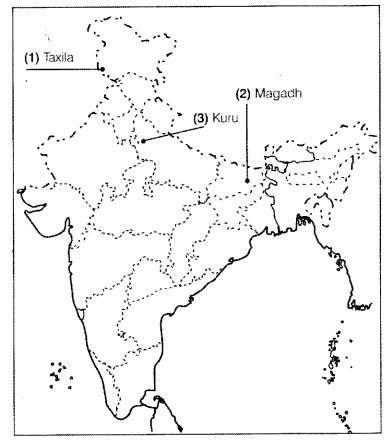 (1) Taxila
(2) Magadh
(3) Kuru